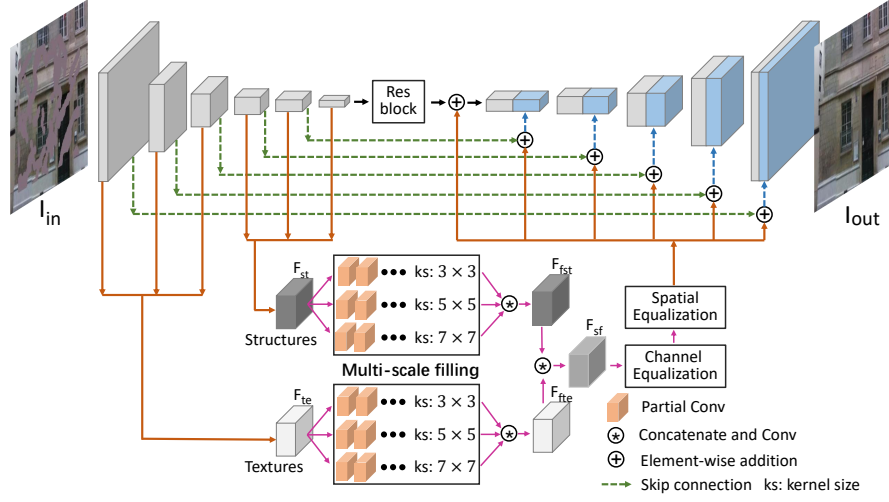 I_in
Res
block
I_out
F_st
ks: 3 × 3
ks: 5 × 5
ks: 7 × 7
Structures
F_fst
F_sf
Spatial
Equalization
Channel
Equalization
Multi-scale filling
F_te
ks: 3 × 3
ks: 5 × 5
ks: 7 × 7
Textures
F_fte
Partial Conv
Concatenate and Conv
Element-wise addition
Skip connection ks: kernel size